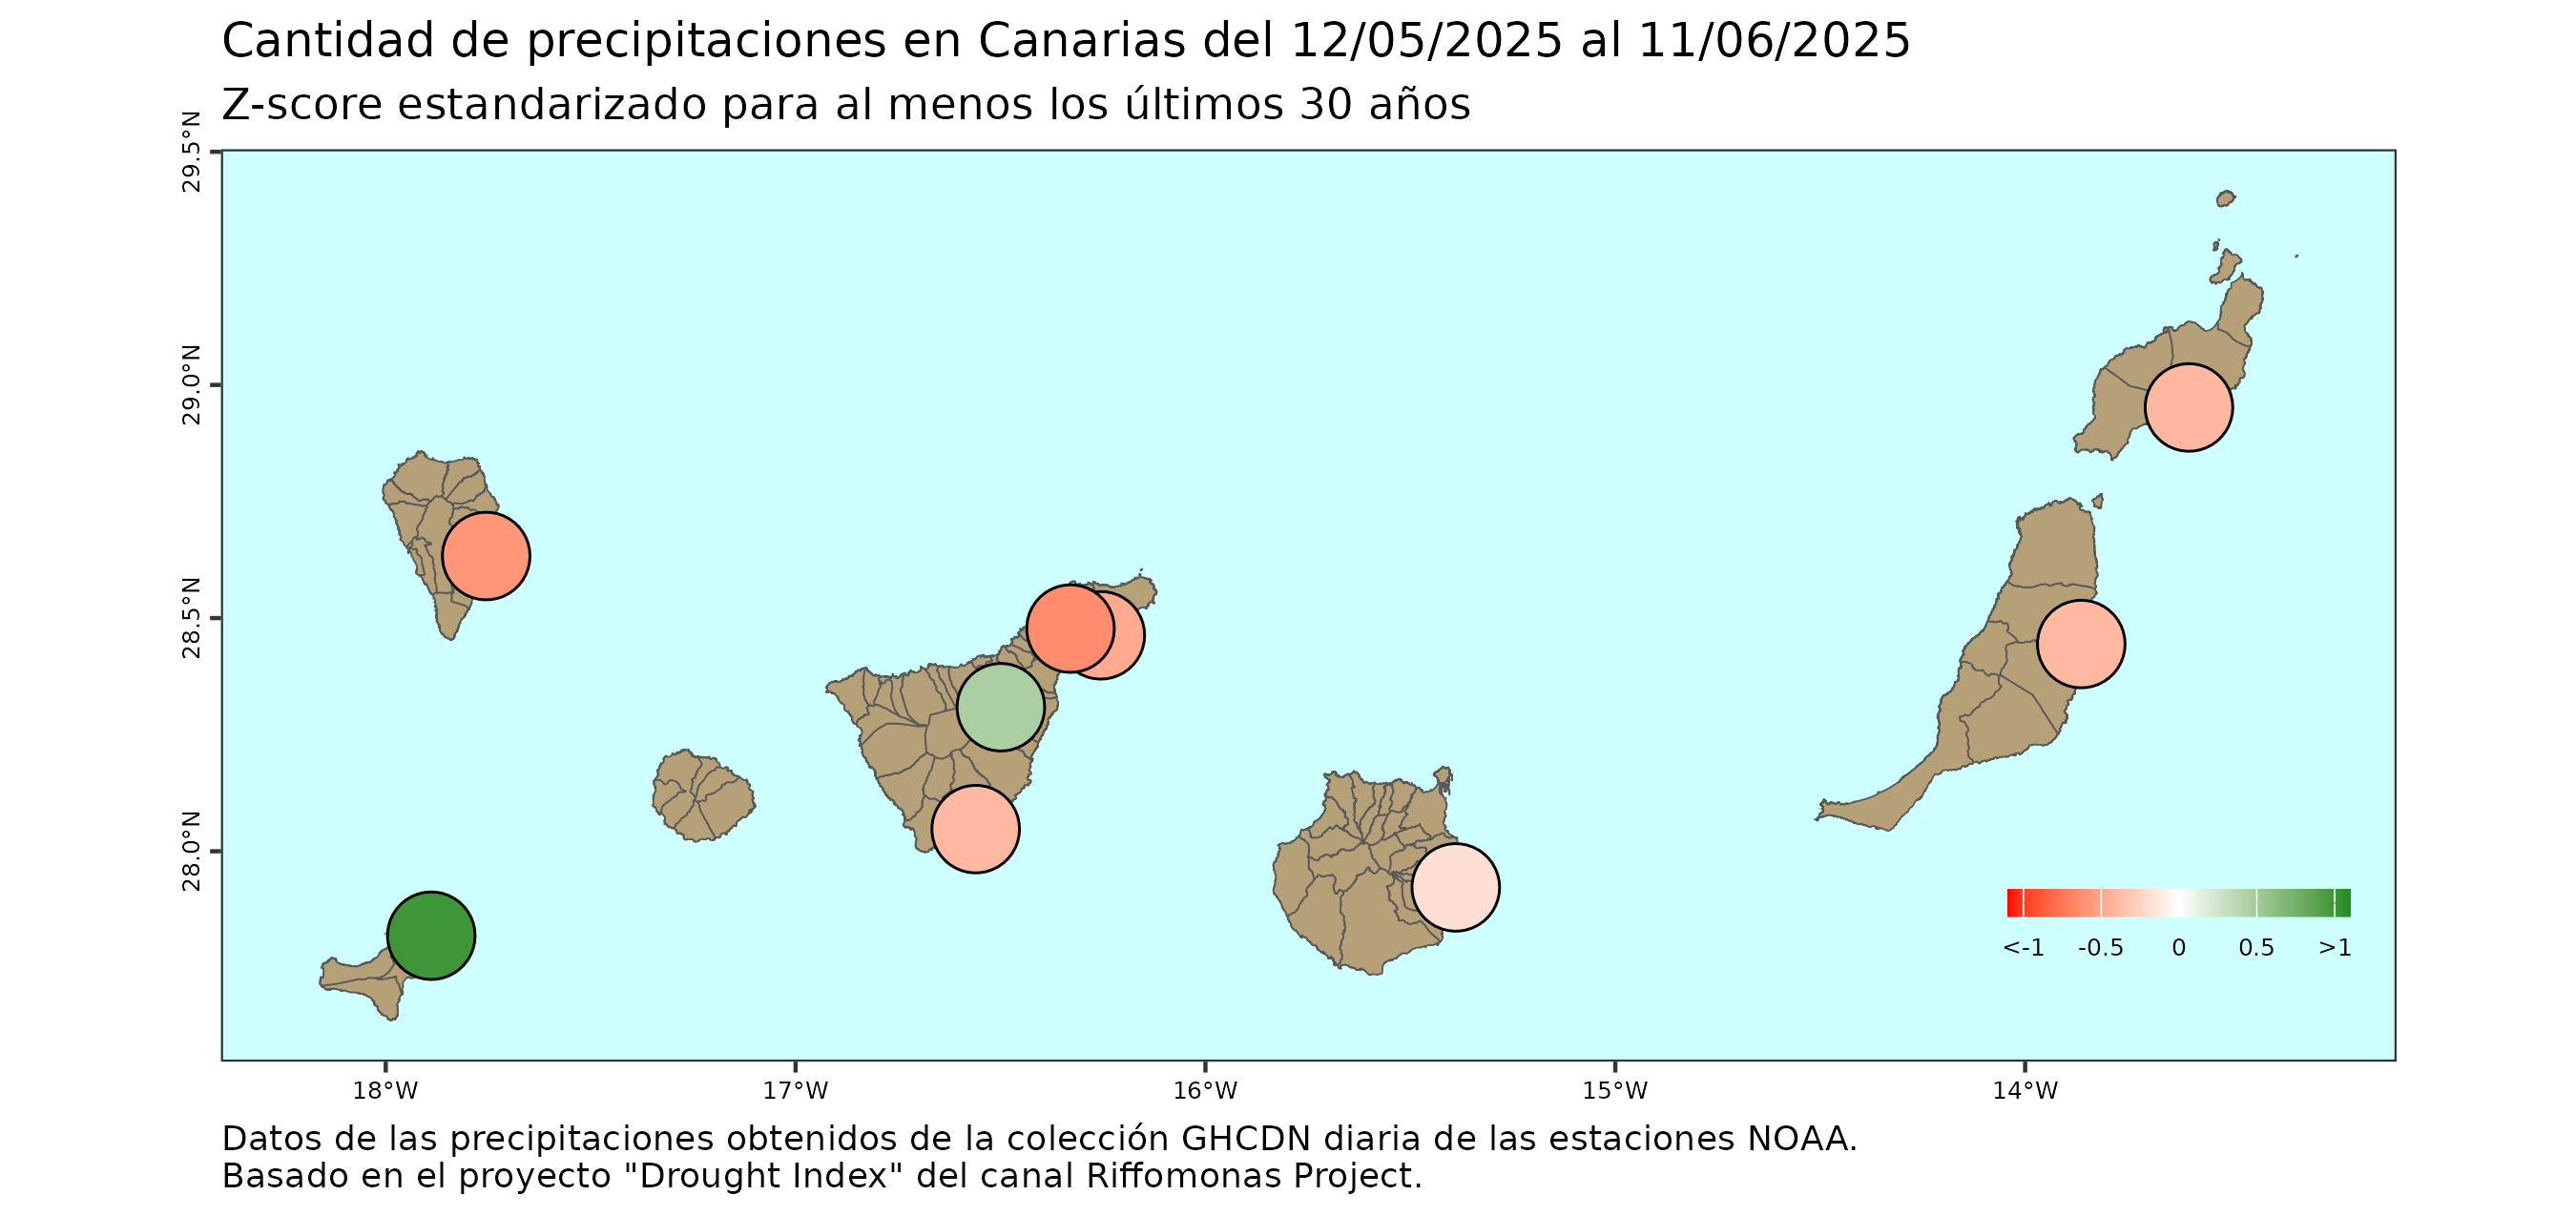 Cantidad de precipitaciones en Canarias del 12/05/2025 al 11/06/2025
Z-score estandarizado para al menos los últimos 30 años
29.5°N
29.0°N
28.5°N
28.0°N
<-1 -0.5 0 0.5 >1
18°W 17°W 16°W 15°W 14°W
Datos de las precipitaciones obtenidos de la colección GHCDN diaria de las estaciones NOAA.
Basado en el proyecto "Drought Index" del canal Riffomonas Project.